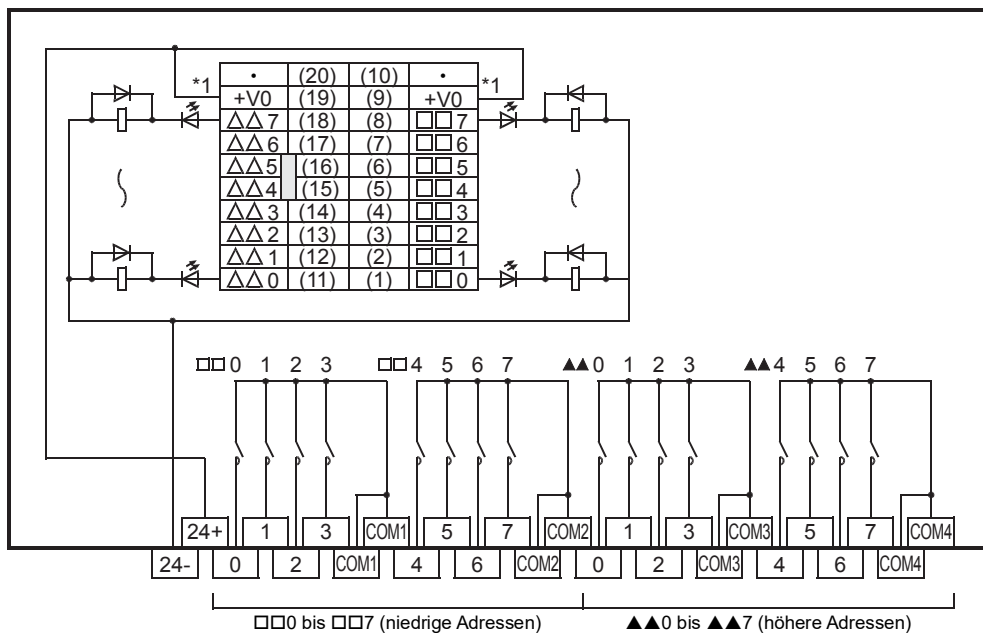 *1 • (20) (10) • *1
+V0 (19) (9) +V0
△△7 (18) (8) □□7
△△6 (17) (7) □□6
△△5 (16) (6) □□5
△△4 (15) (5) □□4
△△3 (14) (4) □□3
△△2 (13) (3) □□2
△△1 (12) (2) □□1
△△0 (11) (1) □□0
□□0 1 2 3 □□4 5 6 7 ▲▲0 1 2 3 ▲▲4 5 6 7
24+ 1 3 COM1 5 7 COM2 1 3 COM3 5 7 COM4
24- 0 2 COM1 4 6 COM2 0 2 COM3 4 6 COM4
□□0 bis □□7 (niedrige Adressen) ▲▲0 bis ▲▲7 (höhere Adressen)